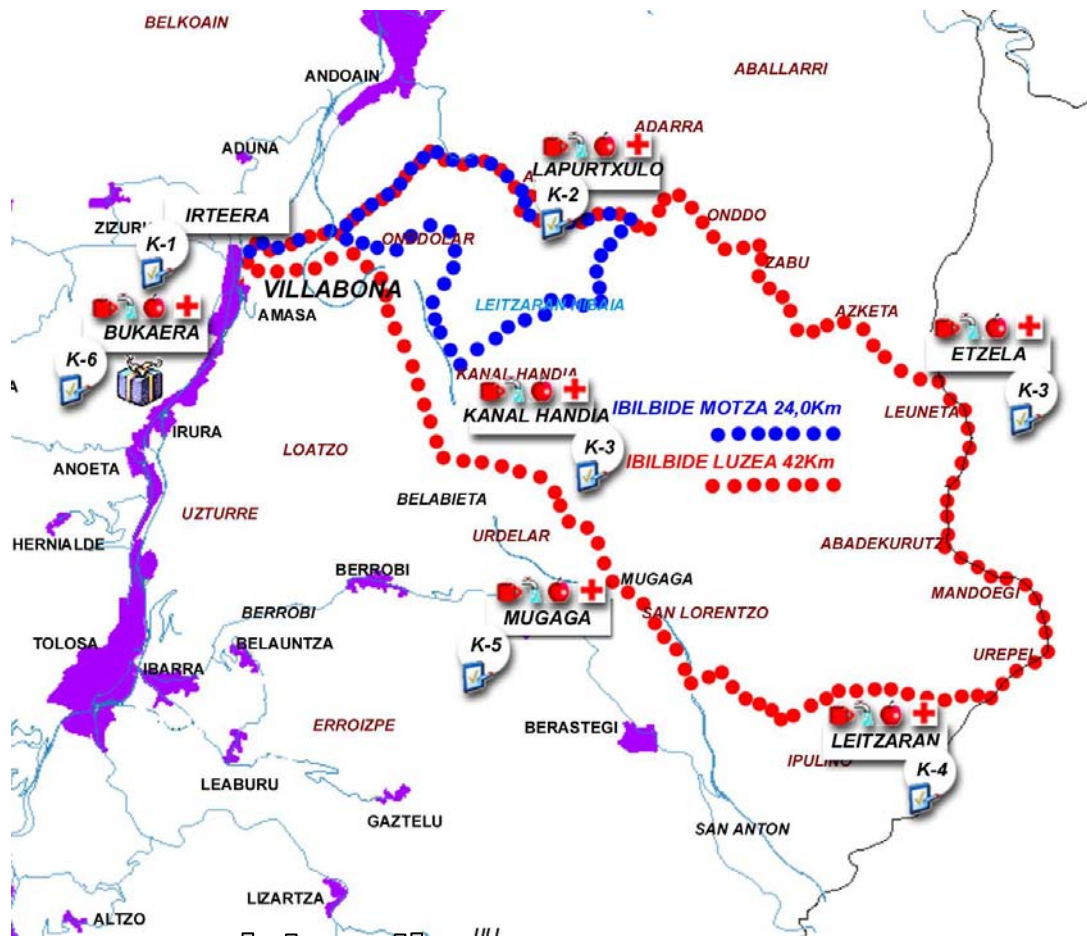 BELKOAIN
ABALLARRI
ANDOAIN
ADARRA
ADUNA
LAPURTXULO
K-2
ZIZURK
IRTEERA
ONDDO
K-1
ONDDOLAR
ZABU
VILLABONA
LEITZARAN HIBAIA
AMASA
AZKETA
BUKAERA
ETZELA
K-6
KANAL HANDIA
K-3
KANAL HANDIA
IBILBIDE MOTZA 24,0Km
LEUNETA
IRURA
K-3
IBILBIDE LUZEA 42Km
LOATZO
ANOETA
BELABIETA
UZTURRE
URDELAR
HERNIALDE
ABADEKURUTZ
BERROBI
MUGAGA
MANDOEGI
BERROBI
SAN LORENTZO
MUGAGA
TOLOSA
BELAUNTZA
K-5
UREPEL
IBARRA
ERROIZPE
BERASTEGI
LEITZARAN
IPULINO
LEABURU
K-4
GAZTELU
SAN ANTON
LIZARTZA
ALTZO